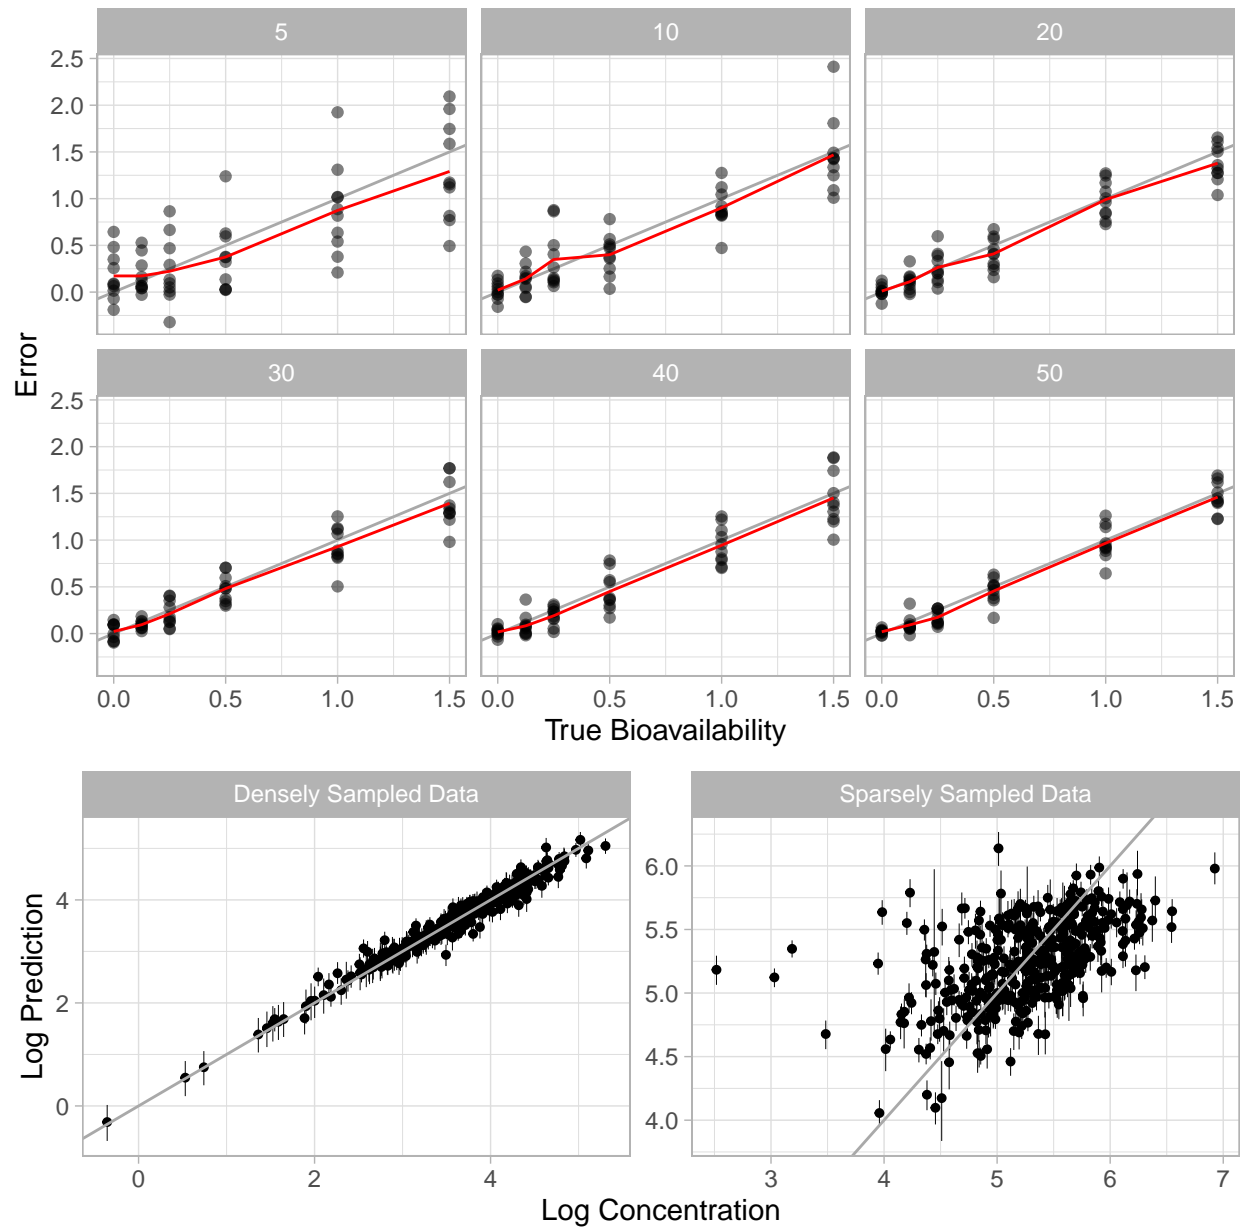 5 10 20
2.5
2.0
1.5
1.0
0.5
0.0
Error
30 40 50
2.5
2.0
1.5
1.0
0.5
0.0
0.0 0.5 1.0 1.5 0.0 0.5 1.0 1.5 0.0 0.5 1.0 1.5
True Bioavailability
Densely Sampled Data Sparsely Sampled Data
Log Prediction
4
2
0
6.0
5.5
5.0
4.5
4.0
0 2 4 3 4 5 6 7
Log Concentration